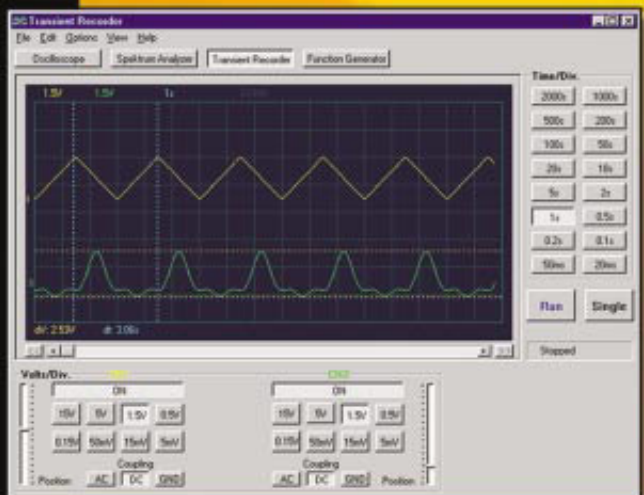 Transient Recorder
File Edit Options View Help
Oscilloscope Spektrum Analyzer Transient Recorder Function Generator
Time/Div.
1.5V 1.5V 1s
2000s 1000s
500s 200s
100s 50s
20s 10s
5s 2s
1s 0.5s
0.2s 0.1s
50ms 20ms
Run Single
dV: 2.53V dt: 3.06s
Stopped
Volts/Div. CH2
ON ON
15V 5V 1.5V 0.5V 15V 5V 1.5V 0.5V
0.15V 50mV 15mV 5mV 0.15V 50mV 15mV 5mV
Coupling Coupling
Position AC DC GND AC DC GND Position